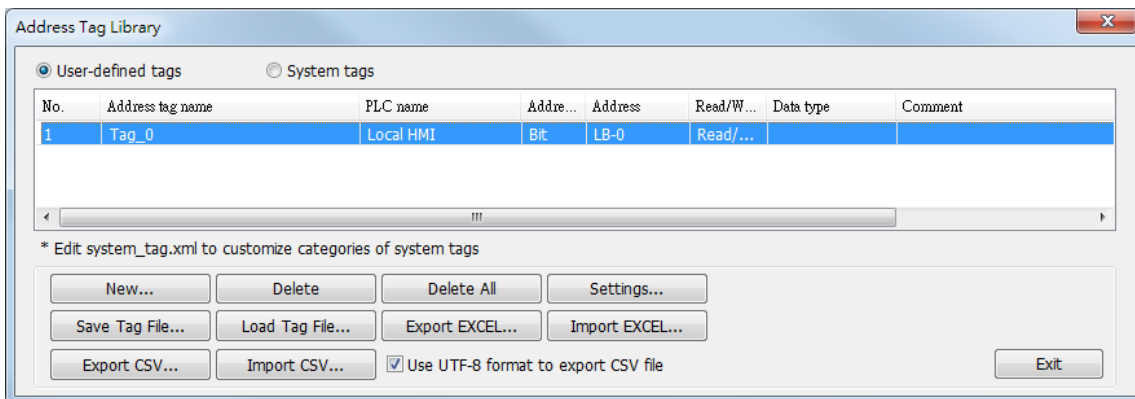 Address Tag Library
User-defined tags System tags
No. Address tag name PLC name Addre... Address Read/W... Data type Comment
1 Tag_0 Local HMI Bit LB-0 Read/...
* Edit system_tag.xml to customize categories of system tags
New... Delete Delete All Settings...
Save Tag File... Load Tag File... Export EXCEL... Import EXCEL...
Export CSV... Import CSV... Use UTF-8 format to export CSV file Exit